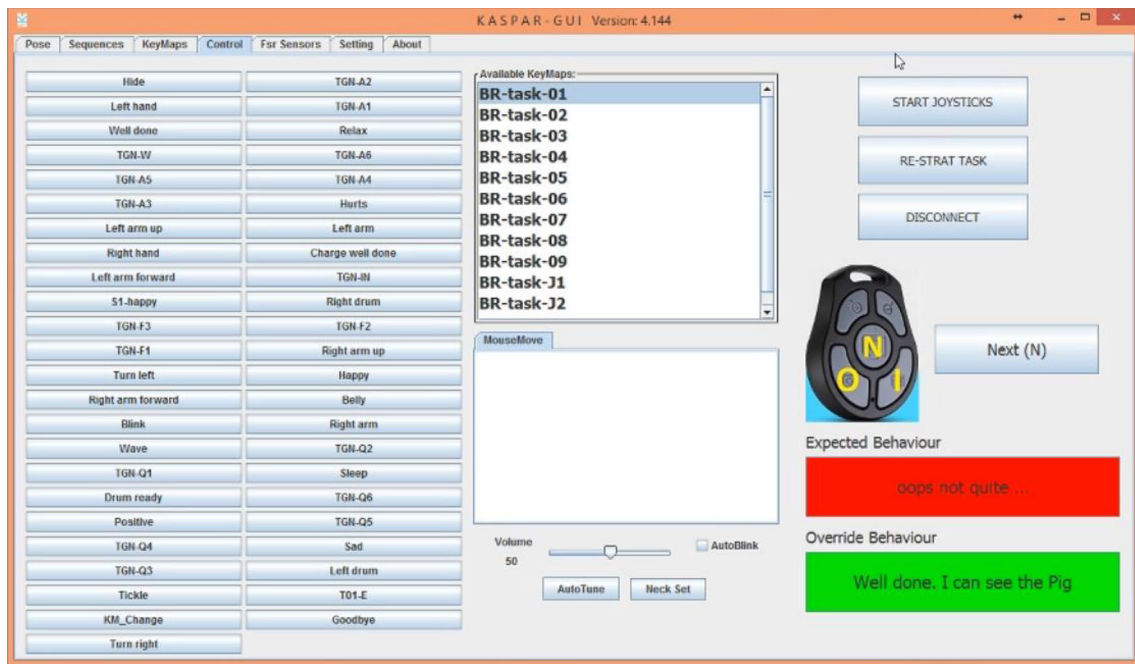 KASPAR-GUI Version: 4.144
Pose Sequences KeyMaps Control Fsr Sensors Setting About
Hide TGN-A2
Left hand TGN-A1
Well done Relax
TGN-W TGN-A6
TGN-A5 TGN-A4
TGN-A3 Hurts
Left arm up Left arm
Right hand Charge well done
Left arm forward TGN-IN
S1-happy Right drum
TGN-F3 TGN-F2
TGN-F1 Right arm up
Turn left Happy
Right arm forward Belly
Blink Right arm
Wave TGN-Q2
TGN-Q1 Sleep
Drum ready TGN-Q6
Positive TGN-Q5
TGN-Q4 Sad
TGN-Q3 Left drum
Tickle T01-E
KM_Change Goodbye
Turn right
Available KeyMaps:
BR-task-01
BR-task-02
BR-task-03
BR-task-04
BR-task-05
BR-task-06
BR-task-07
BR-task-08
BR-task-09
BR-task-J1
BR-task-J2
MouseMove
Volume
50
AutoBlink
AutoTune Neck Set
START JOYSTICKS
RE-STRAT TASK
DISCONNECT
N
O I
Next (N)
Expected Behaviour
oops not quite ...
Override Behaviour
Well done. I can see the Pig